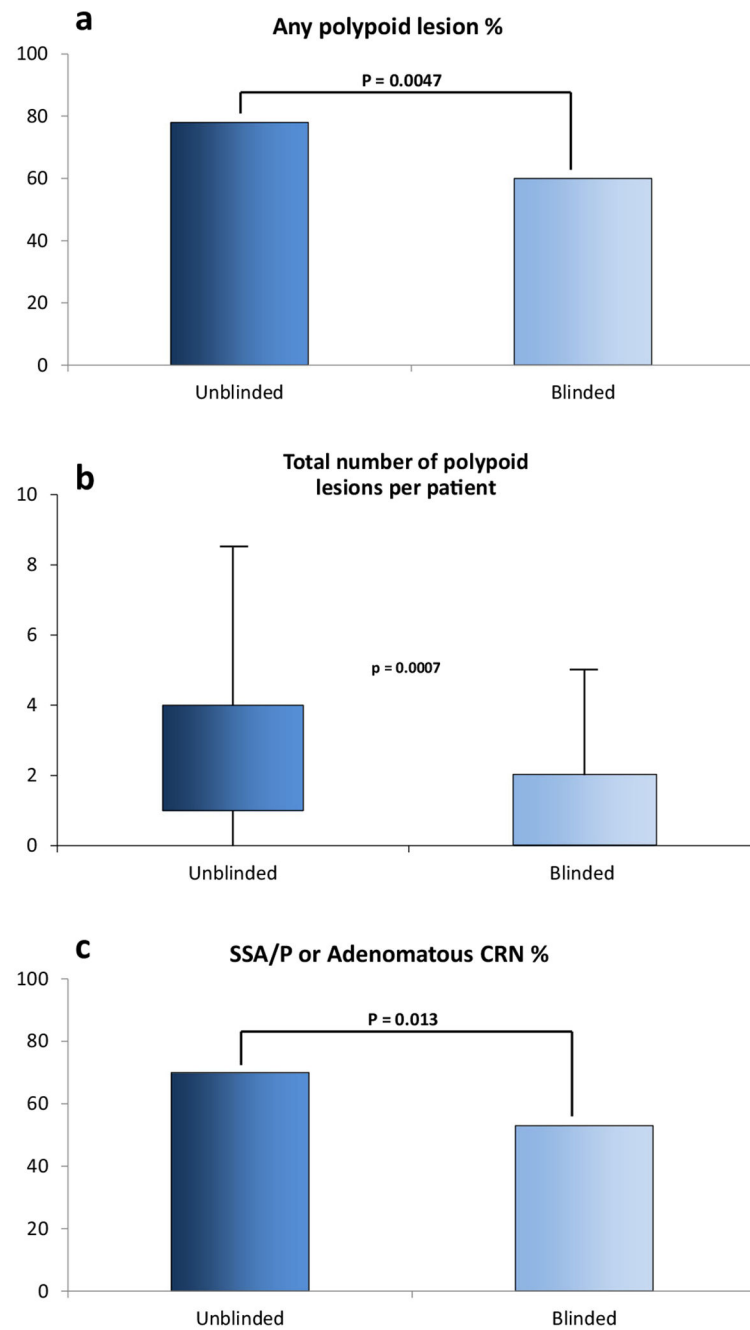 a
Any polypoid lesion %
100
P = 0.0047
80
60
40
20
0
Unblinded Blinded
b
Total number of polypoid
lesions per patient
10
8
6
p = 0.0007
4
2
0
Unblinded Blinded
c
SSA/P or Adenomatous CRN %
100
P = 0.013
80
60
40
20
0
Unblinded Blinded